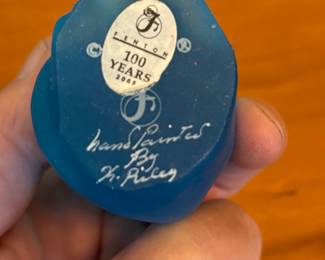 F
FENTON
100
YEARS
2005
© ®
F
Hand Painted
By
K. Riley